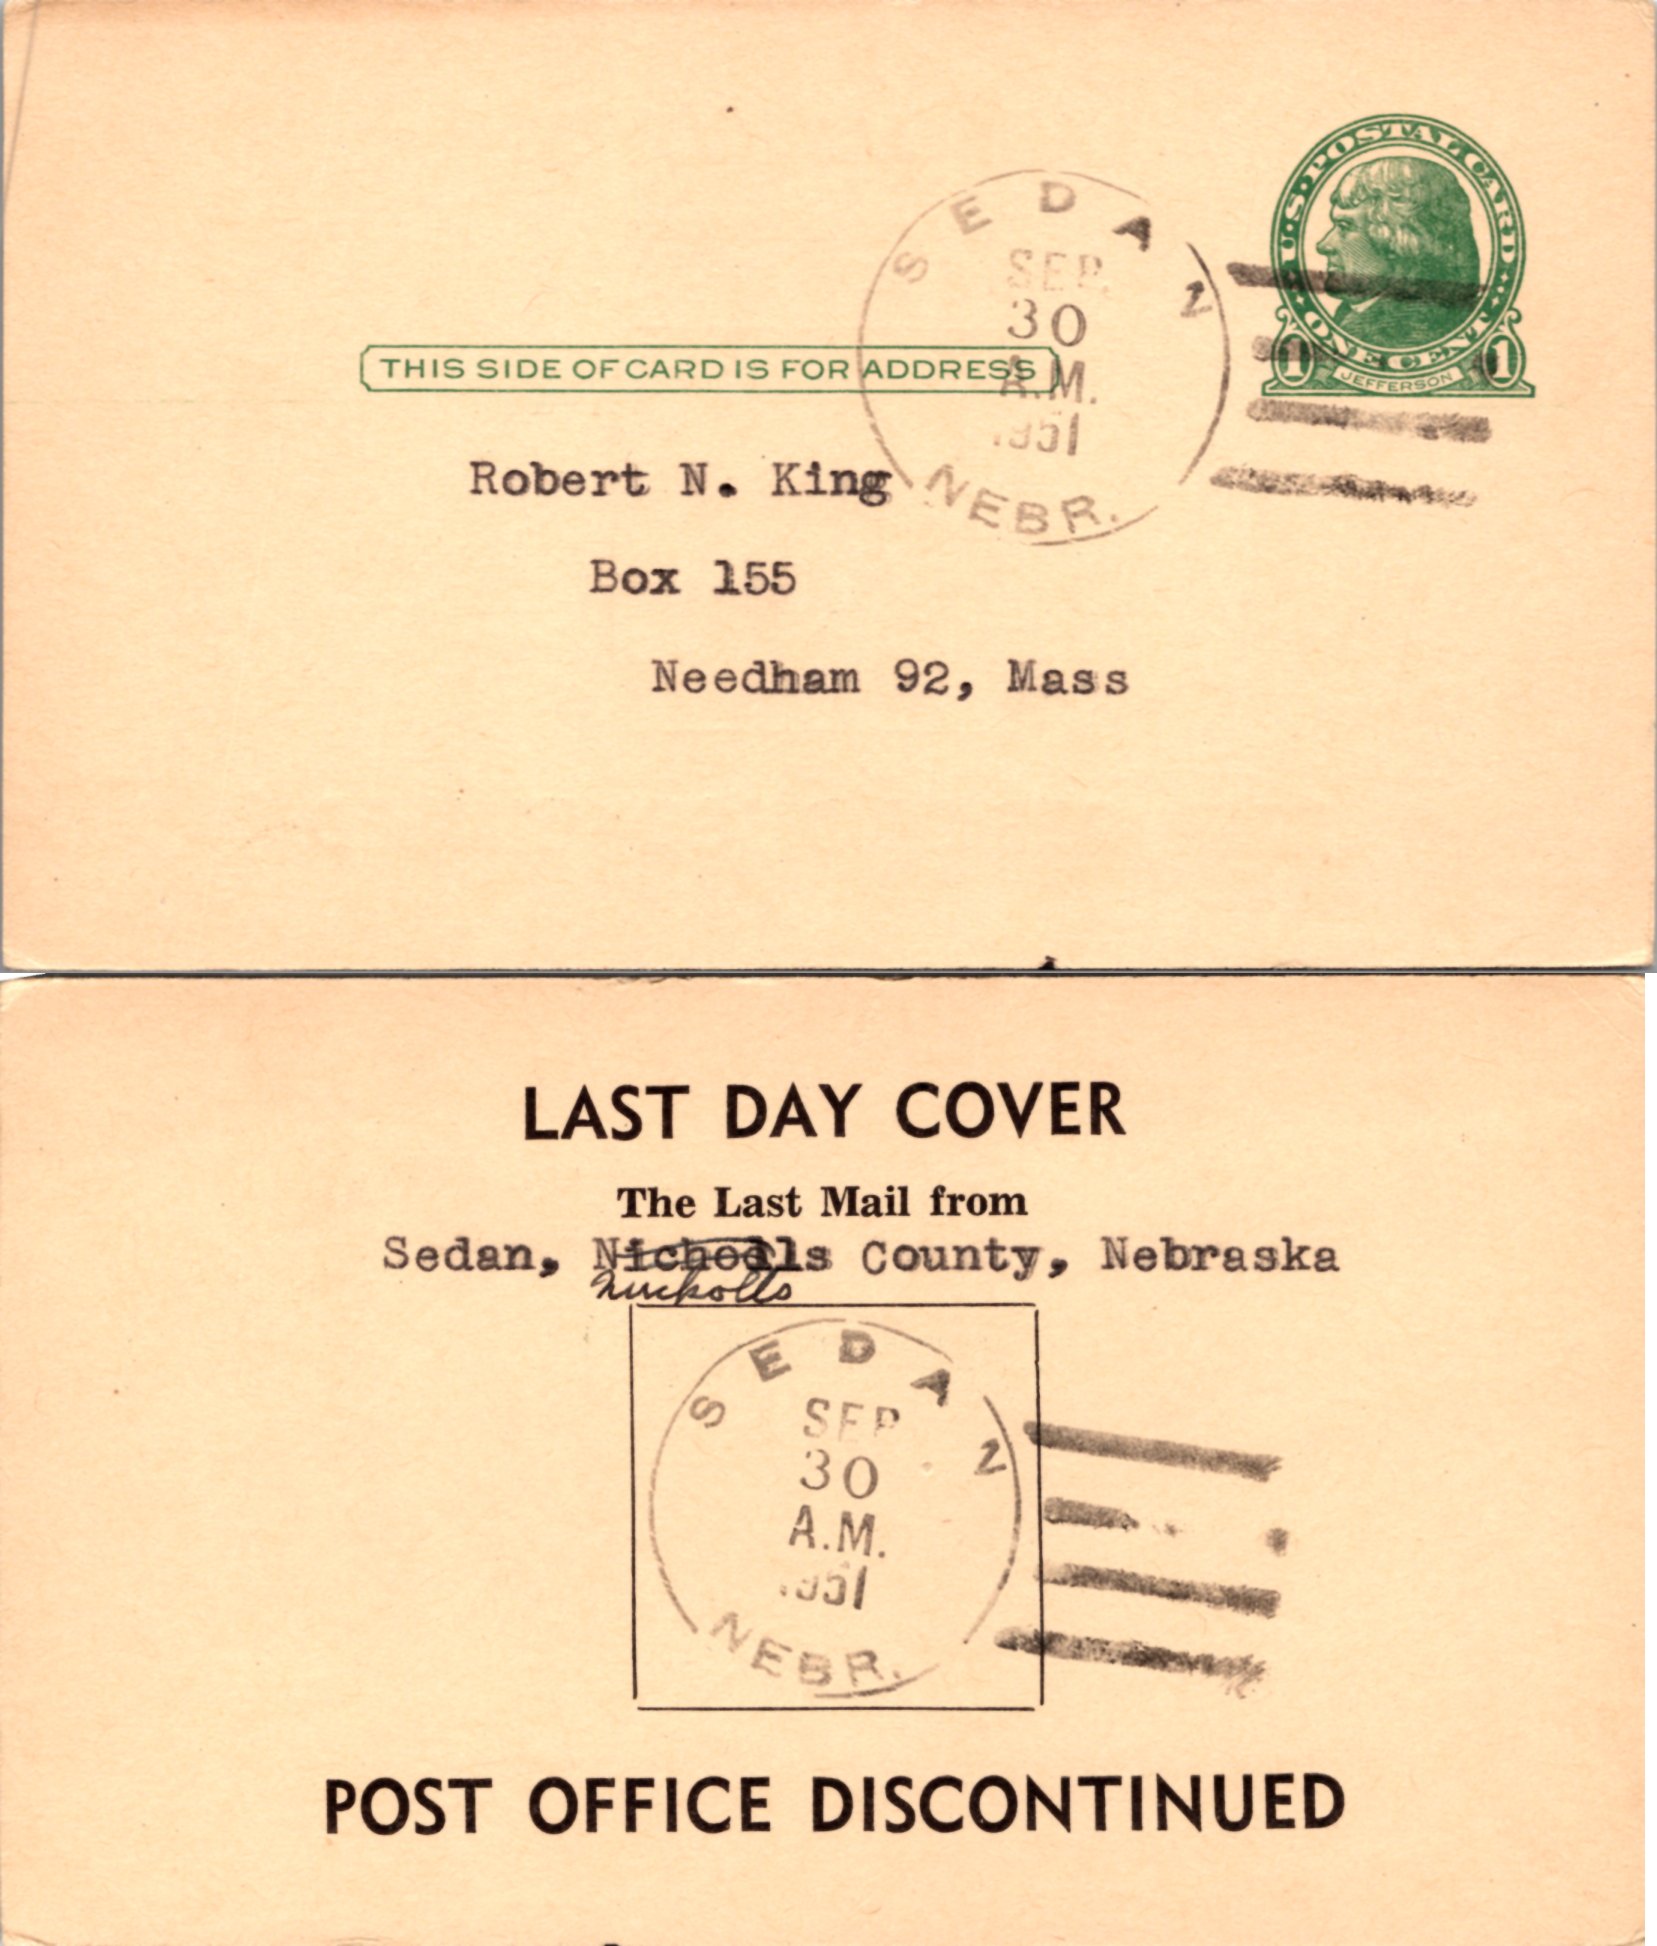 U·S·POSTAL CARD
ONE CENT
1 JEFFERSON 1
SEDAN
SEP.
30
A.M.
1951
NEBR.
THIS SIDE OF CARD IS FOR ADDRESS
Robert N. King
Box 155
Needham 92, Mass
LAST DAY COVER
The Last Mail from
Sedan, County, Nebraska
Nuckolls
SEDAN
SEP
30
A.M.
1951
NEBR.
POST OFFICE DISCONTINUED